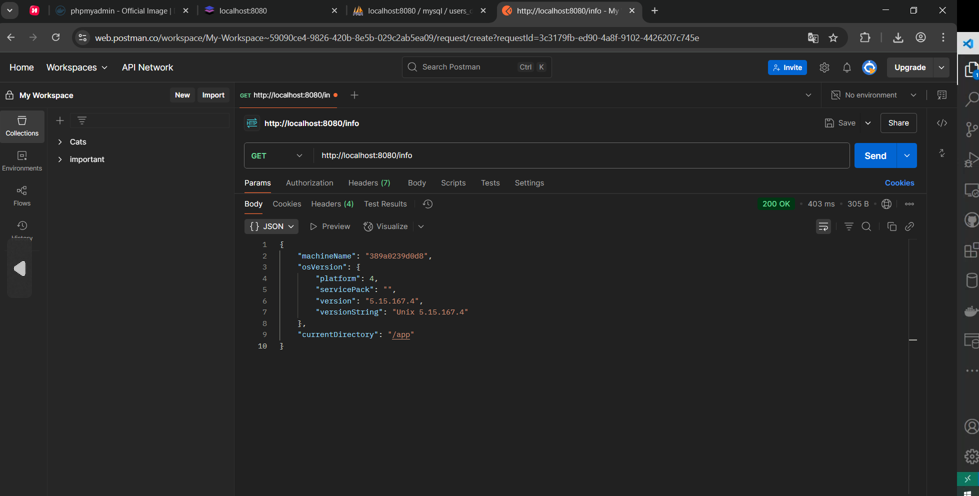 phpmyadmin - Official Image |
localhost:8080
localhost:8080 / mysql / users_
http://localhost:8080/info - My
web.postman.co/workspace/My-Workspace~59090ce4-9826-420b-8e5b-029c2ab5ea09/request/create?requestId=3c3179fb-ed90-4a8f-9102-4426207c745e
Home Workspaces API Network
Search Postman Ctrl K
Invite Upgrade
My Workspace New Import
GET http://localhost:8080/in
No environment
Collections
Environments
Flows
History
Cats
important
http://localhost:8080/info
Save Share
GET http://localhost:8080/info Send
Params Authorization Headers (7) Body Scripts Tests Settings Cookies
Body Cookies Headers (4) Test Results 200 OK • 403 ms • 305 B
{} JSON Preview Visualize
1 {
2 "machineName": "389a0239d0d8",
3 "osVersion": {
4 "platform": 4,
5 "servicePack": "",
6 "version": "5.15.167.4",
7 "versionString": "Unix 5.15.167.4"
8 },
9 "currentDirectory": "/app"
10 }